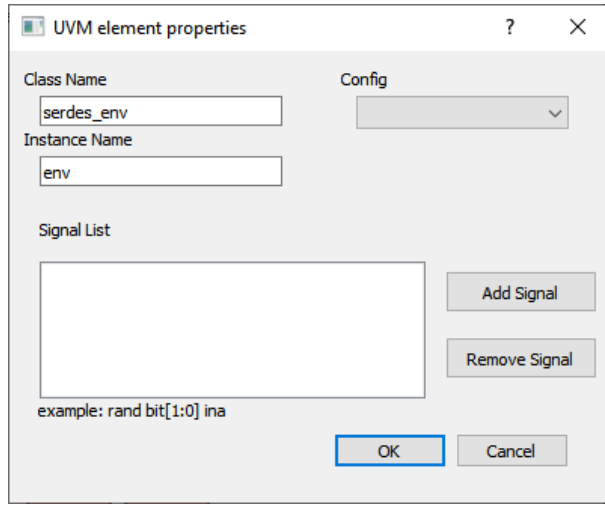 UVM element properties
Class Name
Config
serdes_env
Instance Name
env
Signal List
Add Signal
Remove Signal
example: rand bit[1:0] ina
OK
Cancel